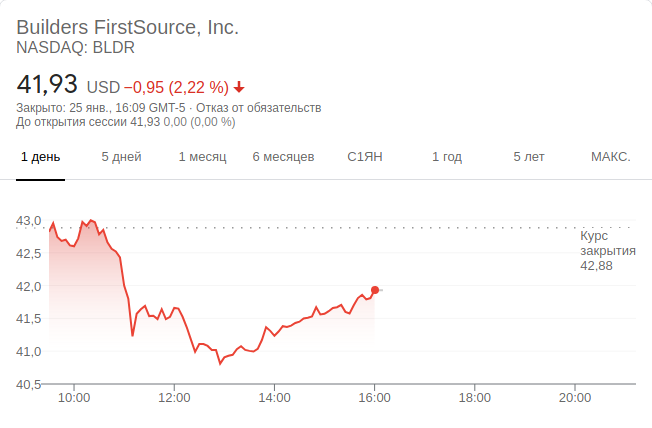 Builders FirstSource, Inc.
NASDAQ: BLDR
41,93 USD −0,95 (2,22 %)
Закрыто: 25 янв., 16:09 GMT-5 · Отказ от обязательств
До открытия сессии 41,93 0,00 (0,00 %)
1 день 5 дней 1 месяц 6 месяцев С1ЯН 1 год 5 лет МАКС.
43,0
Курс
закрытия
42,88
42,5
42,0
41,5
41,0
40,5
10:00 12:00 14:00 16:00 18:00 20:00